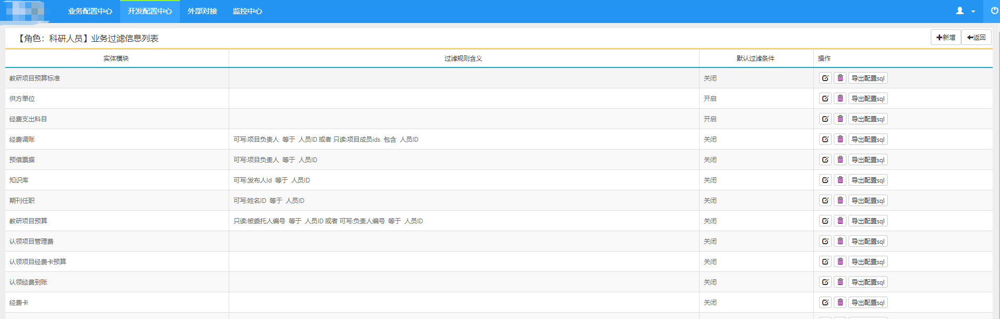 业务配置中心 开发配置中心 外部对接 监控中心
【角色：科研人员】业务过滤信息列表 新增 返回
实体模块 过滤规则含义 默认过滤条件 操作
教研项目预算标准 关闭 导出配置sql
供方单位 开启 导出配置sql
经费支出科目 开启 导出配置sql
经费调账 可写:项目负责人 等于 人员ID 或者 只读:项目成员ids 包含 人员ID 关闭 导出配置sql
预借票据 可写:项目负责人 等于 人员ID 关闭 导出配置sql
知识库 可写:发布人Id 等于 人员ID 关闭 导出配置sql
期刊任职 可写:姓名ID 等于 人员ID 关闭 导出配置sql
教研项目预算 只读:被委托人编号 等于 人员ID 或者 可写:负责人编号 等于 人员ID 关闭 导出配置sql
认领项目管理费 关闭 导出配置sql
认领项目经费卡预算 关闭 导出配置sql
认领经费到账 关闭 导出配置sql
经费卡 关闭 导出配置sql